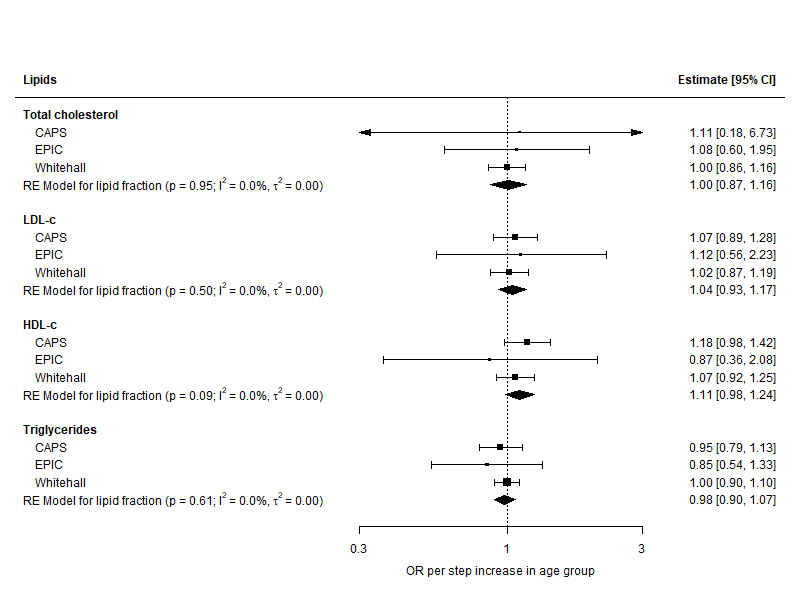 Lipids Estimate [95% CI]
Total cholesterol
CAPS 1.11 [0.18, 6.73]
EPIC 1.08 [0.60, 1.95]
Whitehall 1.00 [0.86, 1.16]
RE Model for lipid fraction (p = 0.95; I² = 0.0%, τ² = 0.00) 1.00 [0.87, 1.16]
LDL-c
CAPS 1.07 [0.89, 1.28]
EPIC 1.12 [0.56, 2.23]
Whitehall 1.02 [0.87, 1.19]
RE Model for lipid fraction (p = 0.50; I² = 0.0%, τ² = 0.00) 1.04 [0.93, 1.17]
HDL-c
CAPS 1.18 [0.98, 1.42]
EPIC 0.87 [0.36, 2.08]
Whitehall 1.07 [0.92, 1.25]
RE Model for lipid fraction (p = 0.09; I² = 0.0%, τ² = 0.00) 1.11 [0.98, 1.24]
Triglycerides
CAPS 0.95 [0.79, 1.13]
EPIC 0.85 [0.54, 1.33]
Whitehall 1.00 [0.90, 1.10]
RE Model for lipid fraction (p = 0.61; I² = 0.0%, τ² = 0.00) 0.98 [0.90, 1.07]
0.3 1 3
OR per step increase in age group